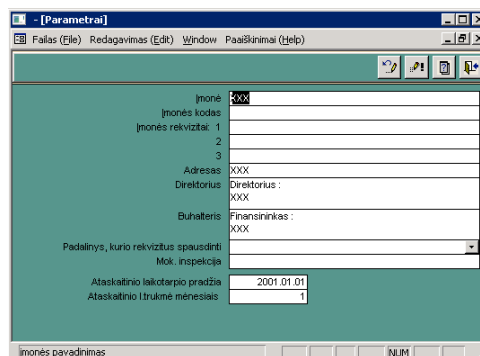 - [Parametrai]
Failas (File) Redagavimas (Edit) Window Paaiškinimai (Help)
Įmonė XXX
Įmonės kodas
Įmonės rekvizitai: 1
2
3
Adresas XXX
Direktorius Direktorius :
XXX
Buhalteris Finansininkas :
XXX
Padalinys, kurio rekvizitus spausdinti
Mok. inspekcija
Ataskaitinio laikotarpio pradžia 2001.01.01
Ataskaitinio l.trukmė mėnesiais 1
įmonės pavadinimas NUM